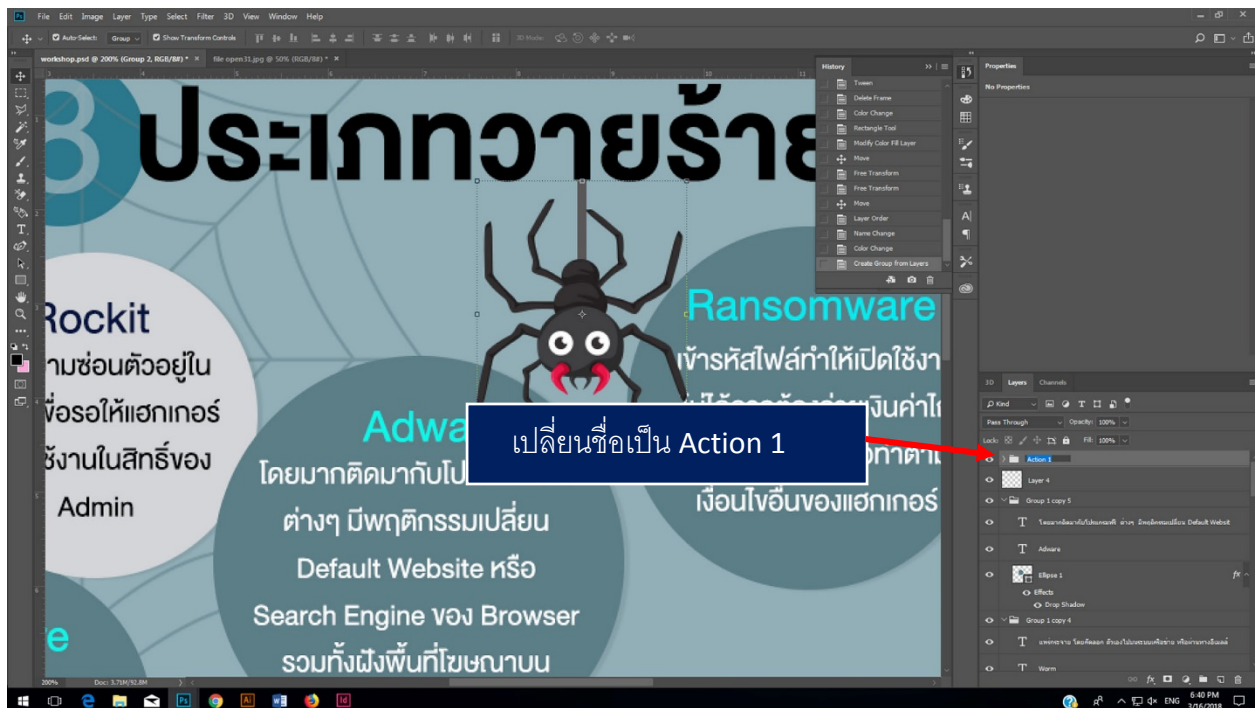 File Edit Image Layer Type Select Filter 3D View Window Help
Auto-Select: Group Show Transform Controls 3D Mode:
workshop.psd @ 200% (Group 2, RGB/8#) * × file open31.jpg @ 50% (RGB/8#) * ×
8 ประเภทวายร้าย
Rockit
ามซ่อนตัวอยู่ใน
พื่อรอให้แฮกเกอร์
ช้งานในสิทธิ์ของ
Admin
Adwa
โดยมากติดมากับโป
ต่างๆ มีพฤติกรรมเปลี่ยน
Default Website หรือ
Search Engine ของ Browser
รวมทั้งฝังพื้นที่โฆษณาบน
Ransomware
เข้ารหัสไฟล์ทำให้เปิดใช้งา
เงื่อนไขอื่นของแฮกเกอร์
e
เปลี่ยนชื่อเป็น Action 1
History
Tween
Delete Frame
Color Change
Rectangle Tool
Modify Color Fill Layer
Move
Free Transform
Free Transform
Move
Layer Order
Name Change
Color Change
Create Group from Layers
Properties
No Properties
3D Layers Channels
Kind
Pass Through Opacity: 100%
Lock: Fill: 100%
Action 1
Layer 4
Group 1 copy 5
Adware
Ellipse 1 fx
Effects
Drop Shadow
Group 1 copy 4
Worm
200% Doc: 3.71M/92.8M
ENG 6:40 PM
3/16/2018